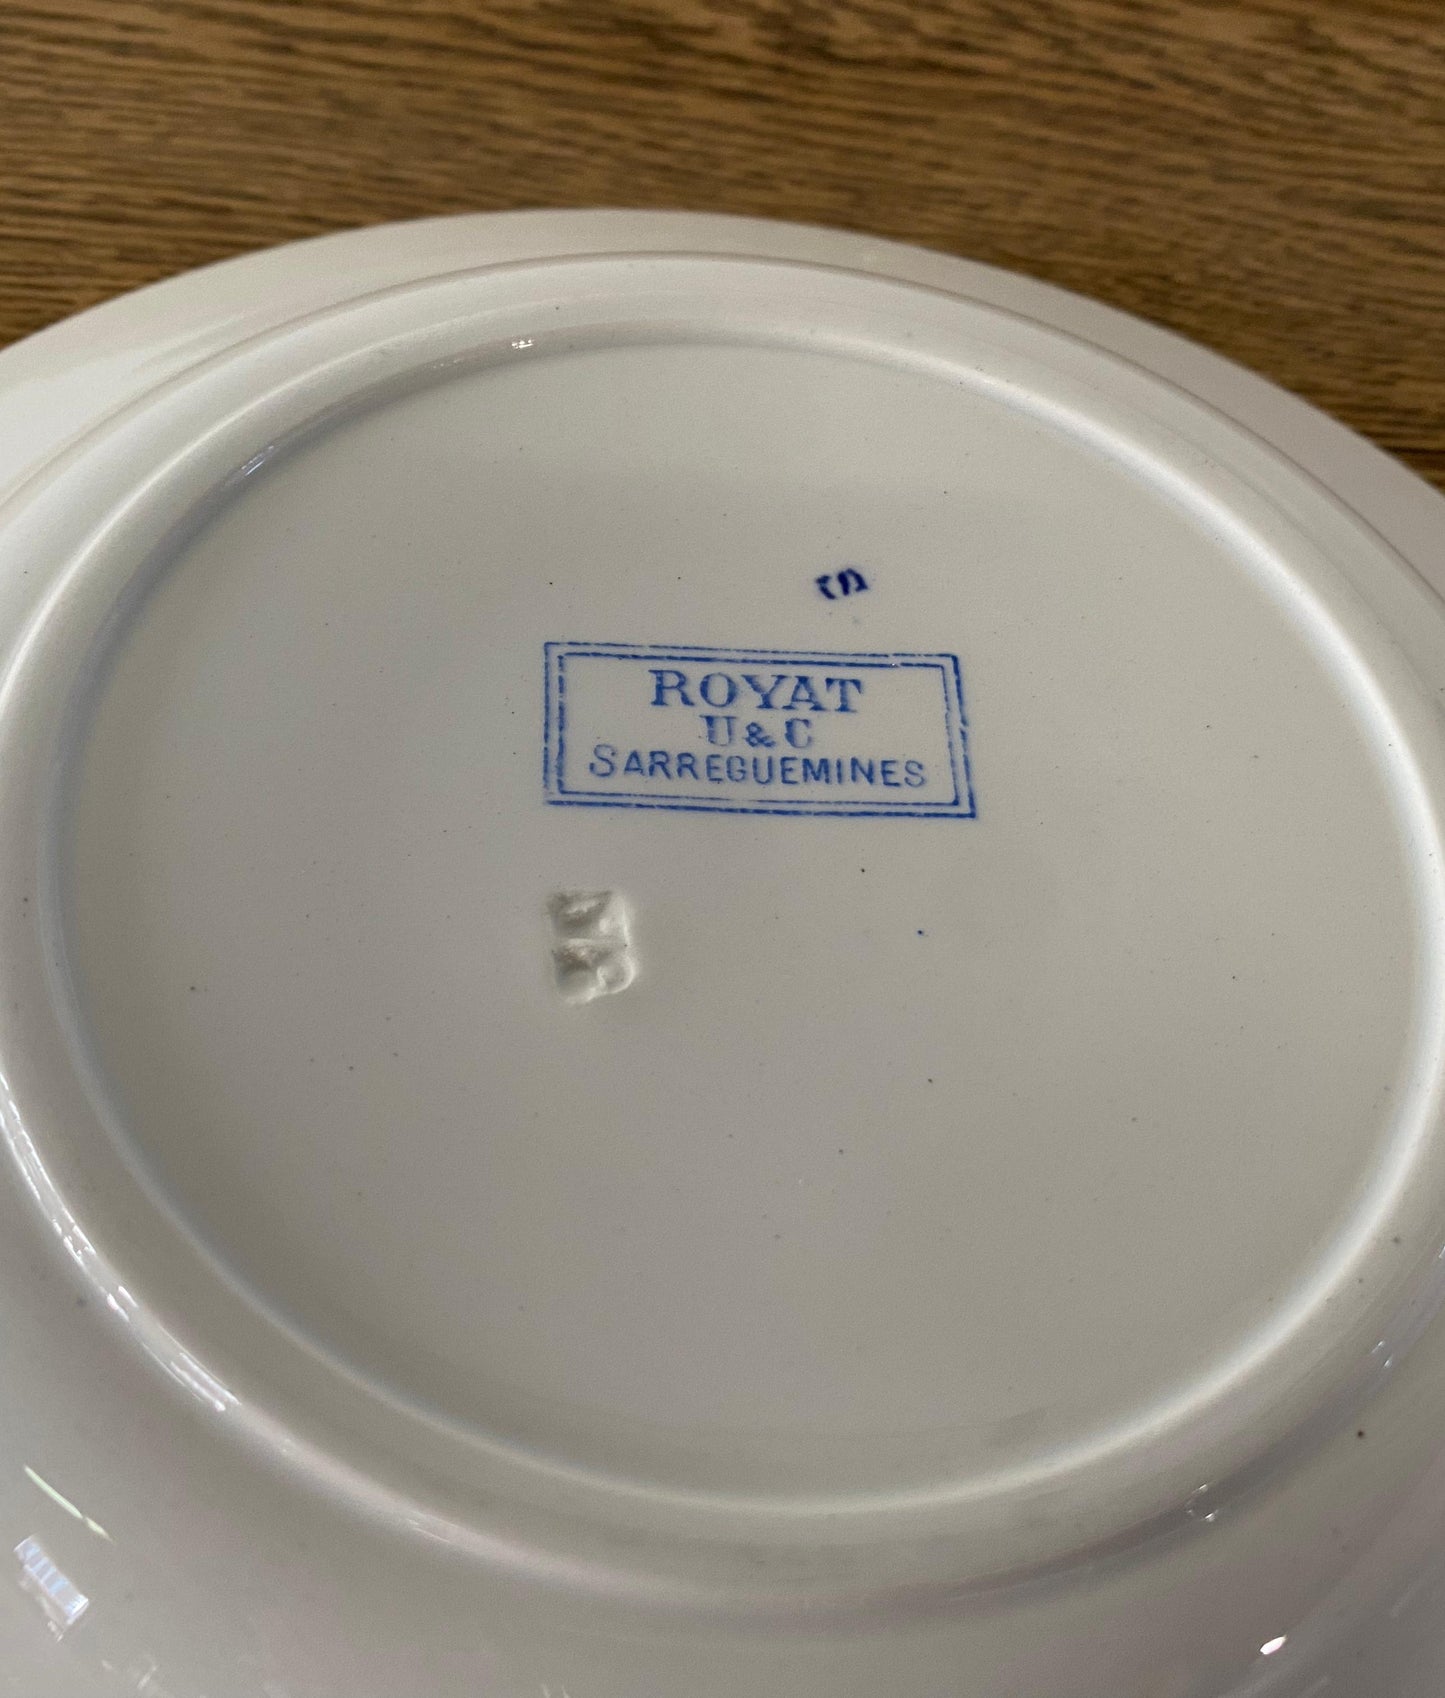 ROYAT
U & C
SARREGUEMINES